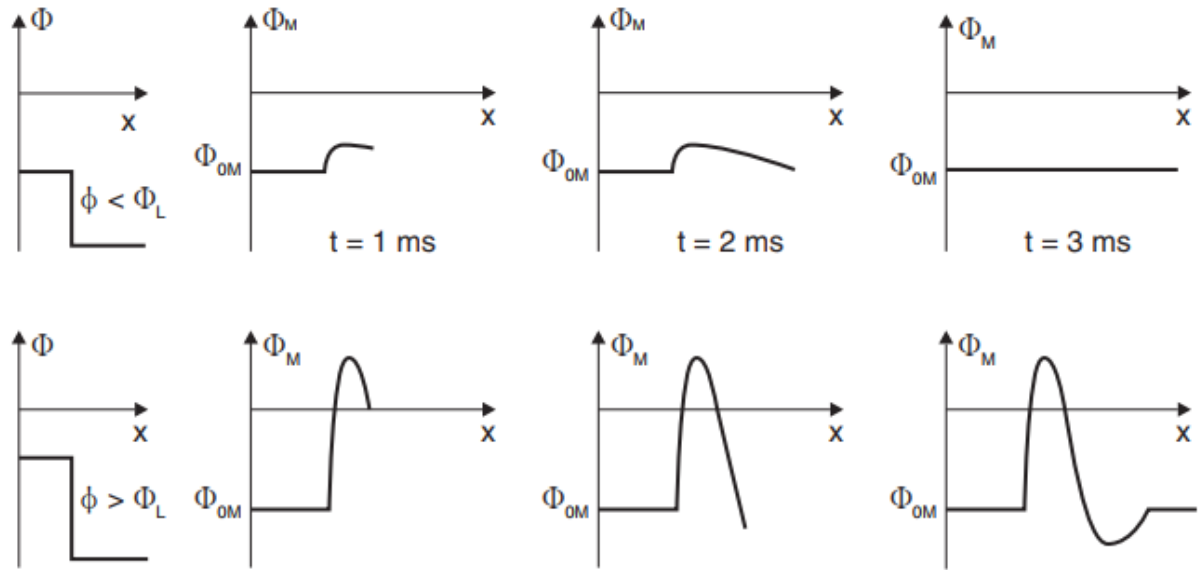 Φ Φ_M Φ_M Φ_M
x x x x
Φ_0M Φ_0M Φ_0M
ϕ < Φ_L
t = 1 ms t = 2 ms t = 3 ms
Φ Φ_M Φ_M Φ_M
x x x x
ϕ > Φ_L
Φ_0M Φ_0M Φ_0M